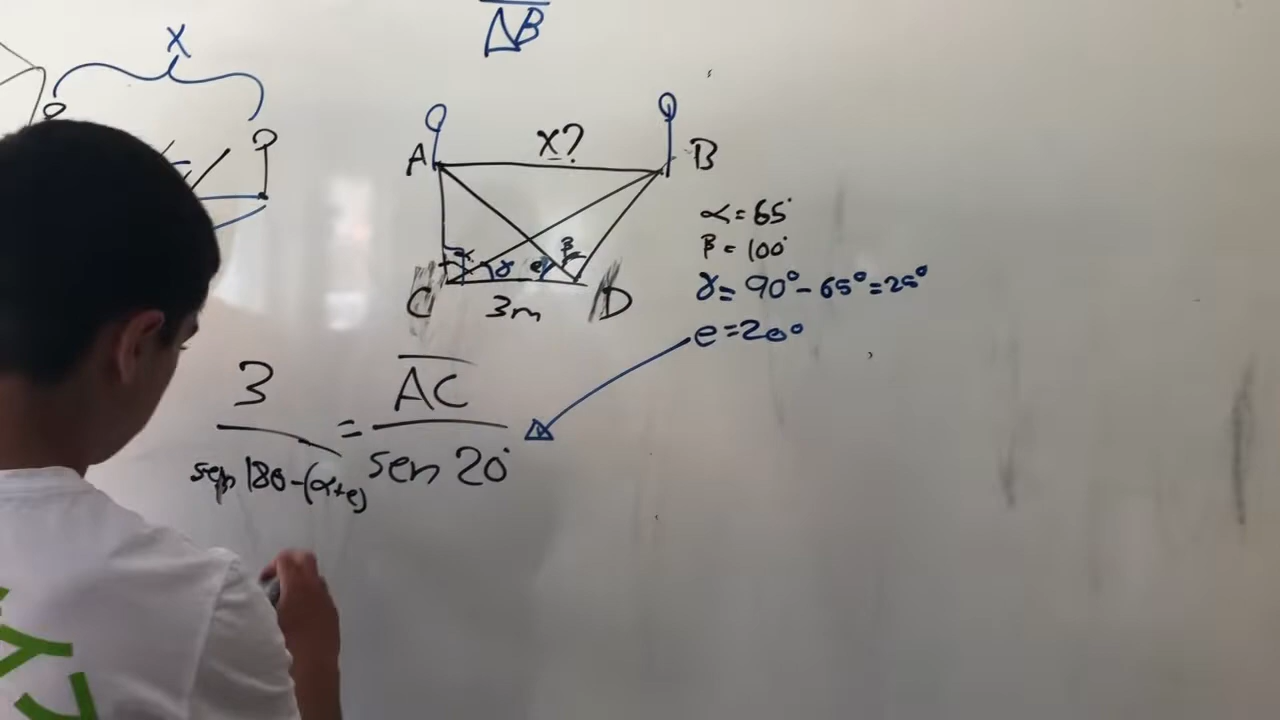 X
ΔB
A
x?
B
α = 65°
β = 100°
γ = 90° - 65° = 25°
e = 20°
α
γ
e
β
C
3m
D
3
=
AC
sen 180 - (α+e)
sen 20°